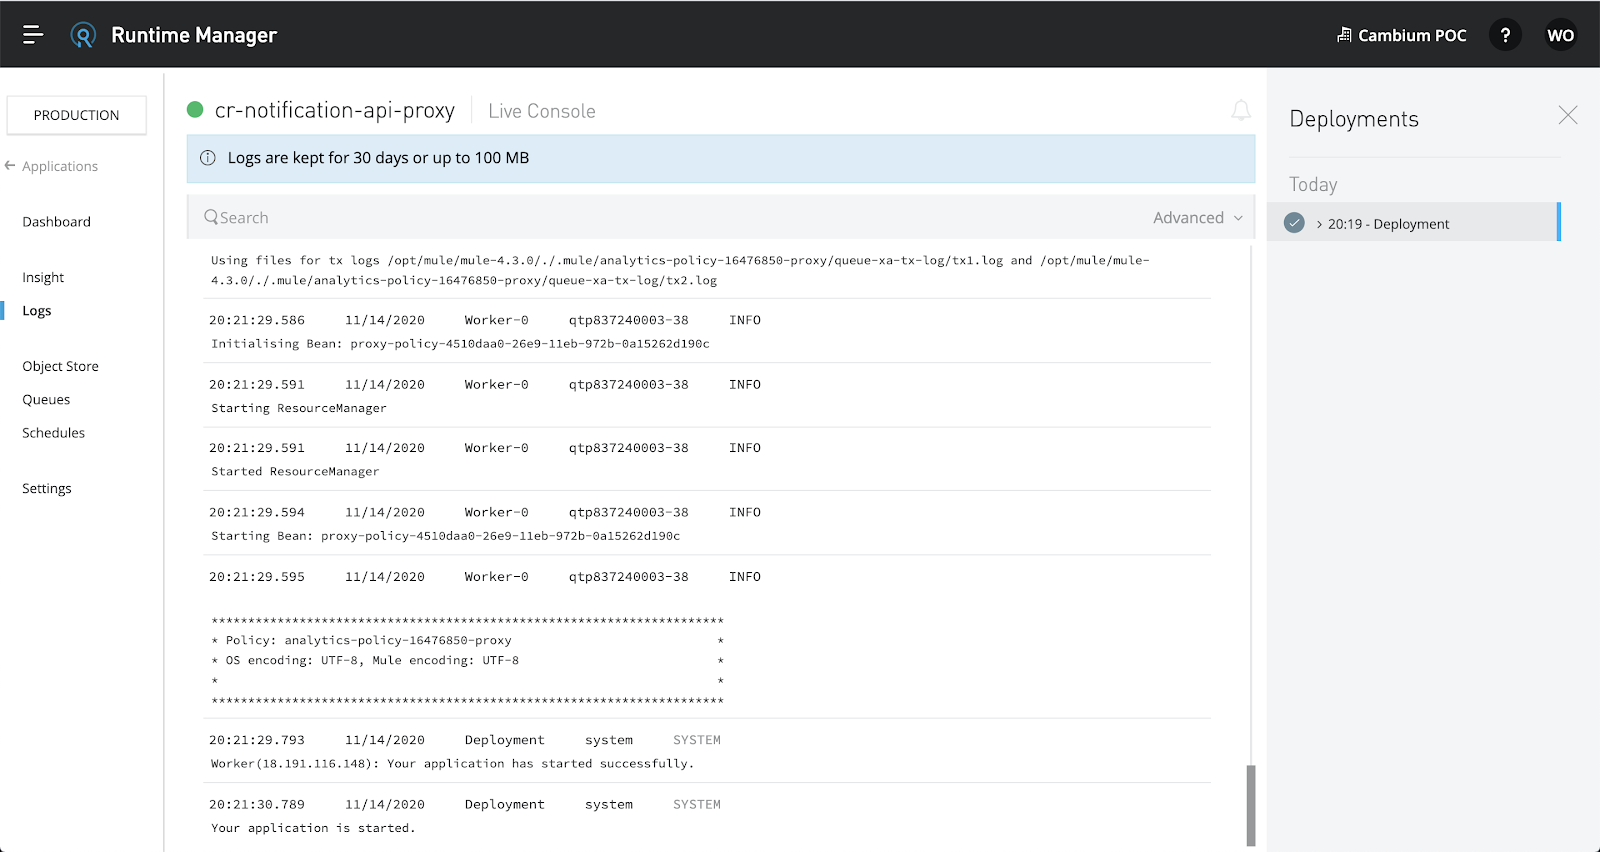 Runtime Manager
Cambium POC
?
WO
PRODUCTION
Applications
Dashboard
Insight
Logs
Object Store
Queues
Schedules
Settings
cr-notification-api-proxy
Live Console
Logs are kept for 30 days or up to 100 MB
Search
Advanced
Using files for tx logs /opt/mule/mule-4.3.0/./.mule/analytics-policy-16476850-proxy/queue-xa-tx-log/tx1.log and /opt/mule/mule-
4.3.0/./.mule/analytics-policy-16476850-proxy/queue-xa-tx-log/tx2.log
20:21:29.586 11/14/2020 Worker-0 qtp837240003-38 INFO
Initialising Bean: proxy-policy-4510daa0-26e9-11eb-972b-0a15262d190c
20:21:29.591 11/14/2020 Worker-0 qtp837240003-38 INFO
Starting ResourceManager
20:21:29.591 11/14/2020 Worker-0 qtp837240003-38 INFO
Started ResourceManager
20:21:29.594 11/14/2020 Worker-0 qtp837240003-38 INFO
Starting Bean: proxy-policy-4510daa0-26e9-11eb-972b-0a15262d190c
20:21:29.595 11/14/2020 Worker-0 qtp837240003-38 INFO
**********************************************************************
* Policy: analytics-policy-16476850-proxy *
* OS encoding: UTF-8, Mule encoding: UTF-8 *
* *
**********************************************************************
20:21:29.793 11/14/2020 Deployment system SYSTEM
Worker(18.191.116.148): Your application has started successfully.
20:21:30.789 11/14/2020 Deployment system SYSTEM
Your application is started.
Deployments
Today
20:19 - Deployment